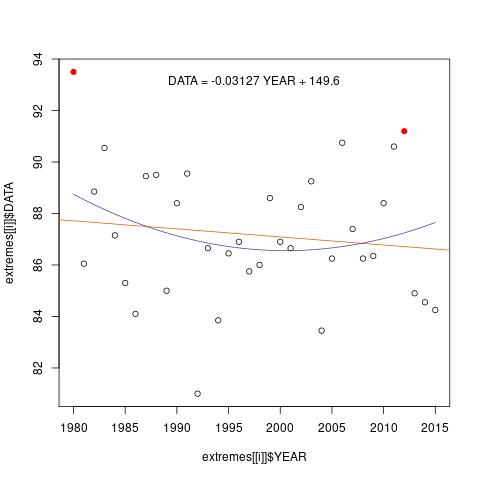 DATA = -0.03127 YEAR + 149.6
94
92
90
88
86
84
82
extremes[[i]]$DATA
1980 1985 1990 1995 2000 2005 2010 2015
extremes[[i]]$YEAR